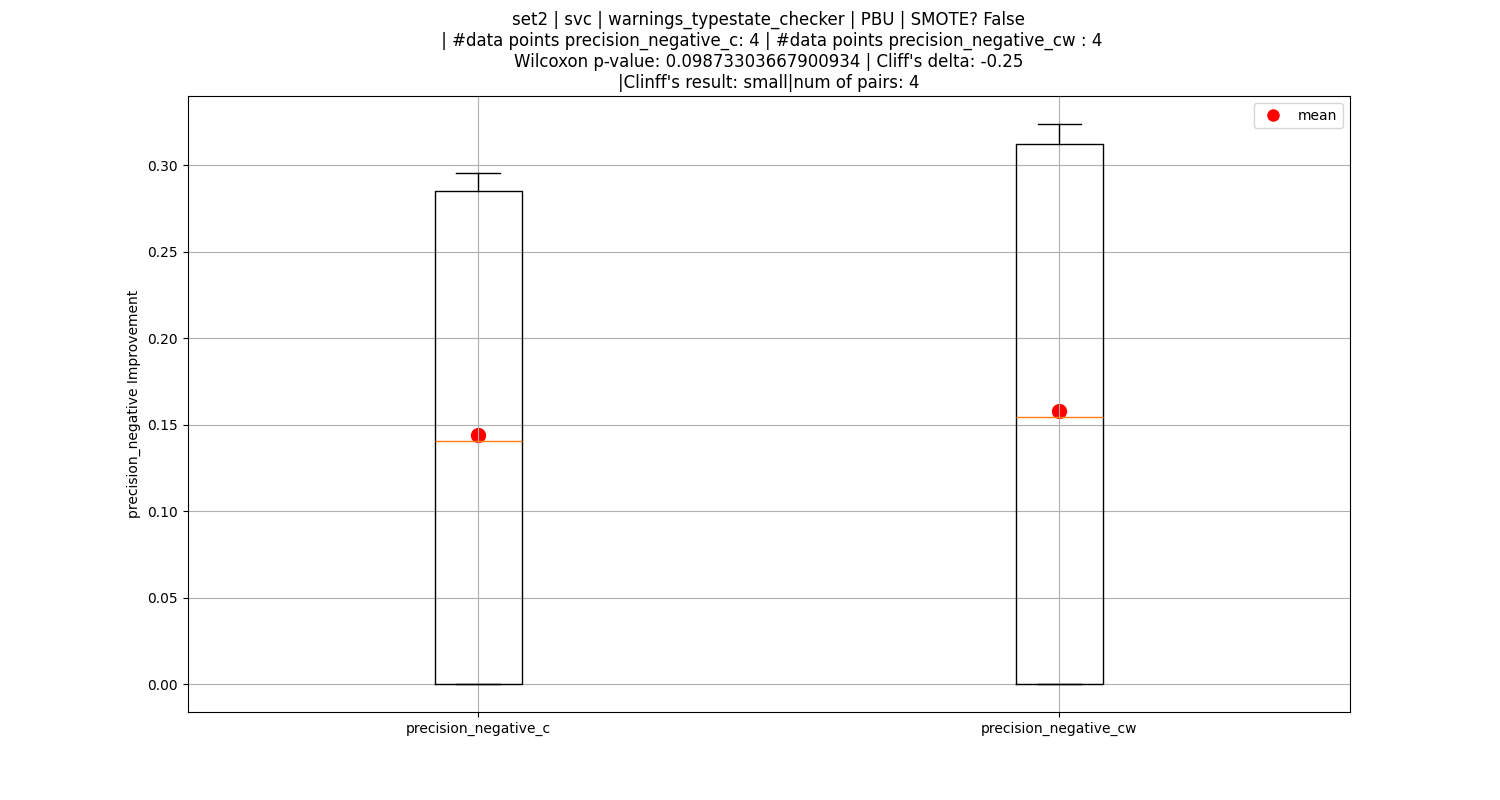 set2 | svc | warnings_typestate_checker | PBU | SMOTE? False
| #data points precision_negative_c: 4 | #data points precision_negative_cw : 4
Wilcoxon p-value: 0.09873303667900934 | Cliff's delta: -0.25
|Clinff's result: small|num of pairs: 4
mean
0.30
0.25
0.20
0.15
0.10
0.05
0.00
precision_negative Improvement
precision_negative_c
precision_negative_cw